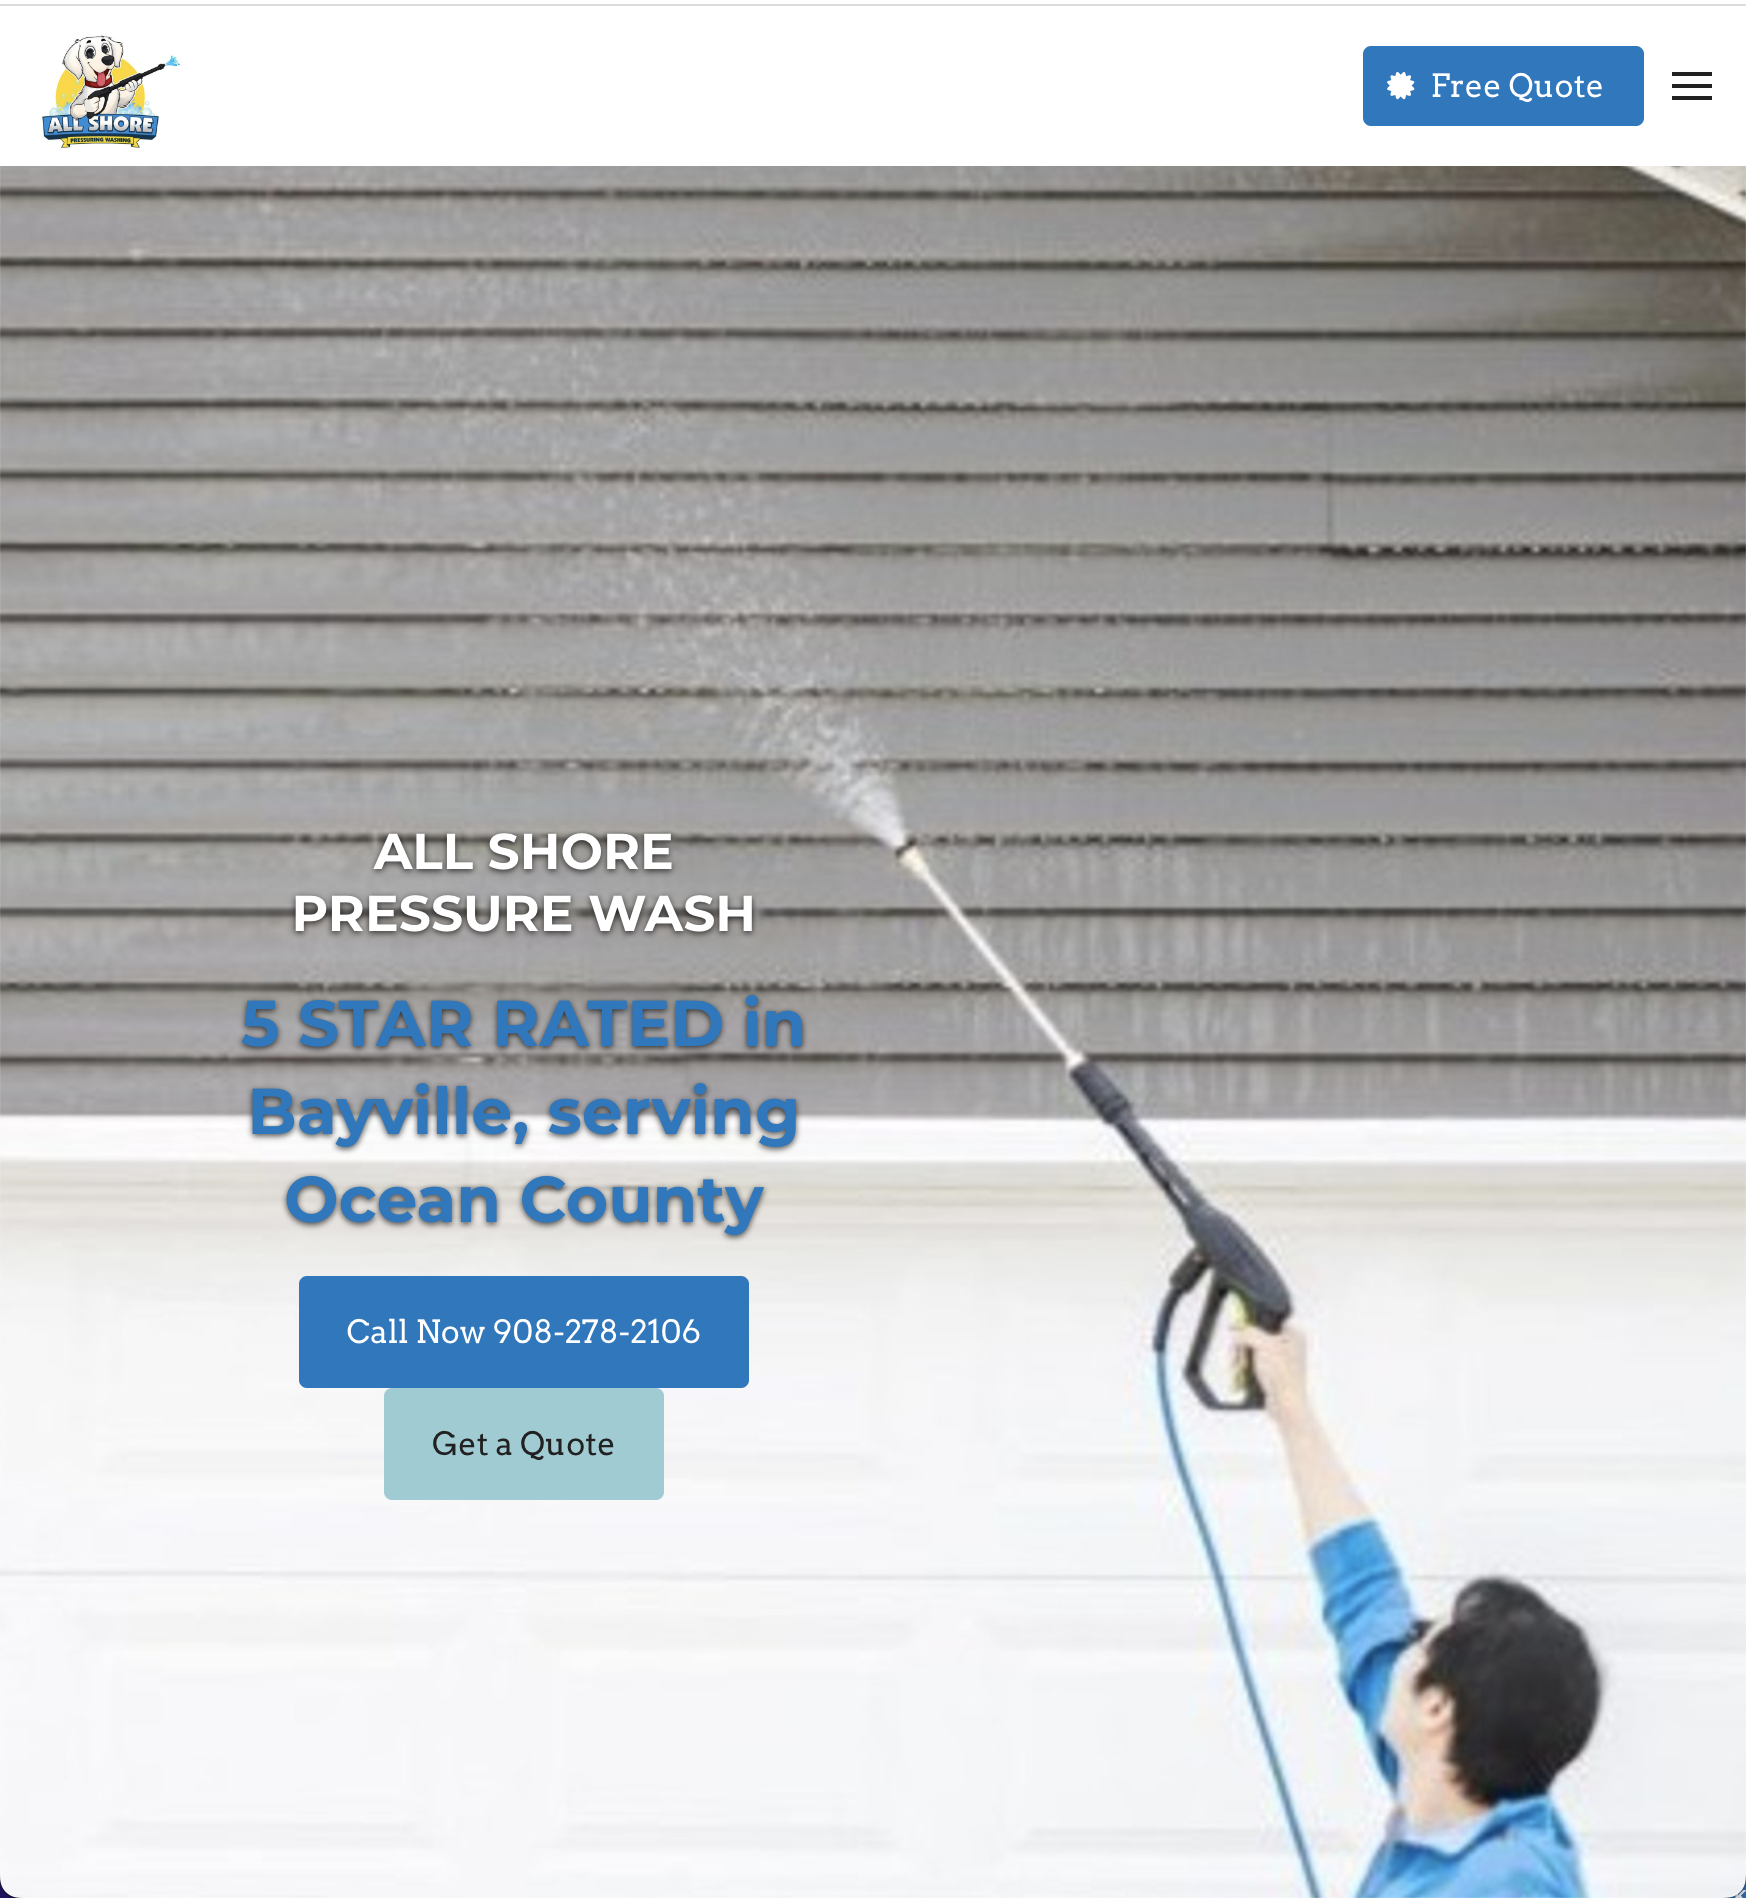 ALL SHORE
PRESSURING WASHING
Free Quote
ALL SHORE
PRESSURE WASH
5 STAR RATED in
Bayville, serving
Ocean County
Call Now 908-278-2106
Get a Quote